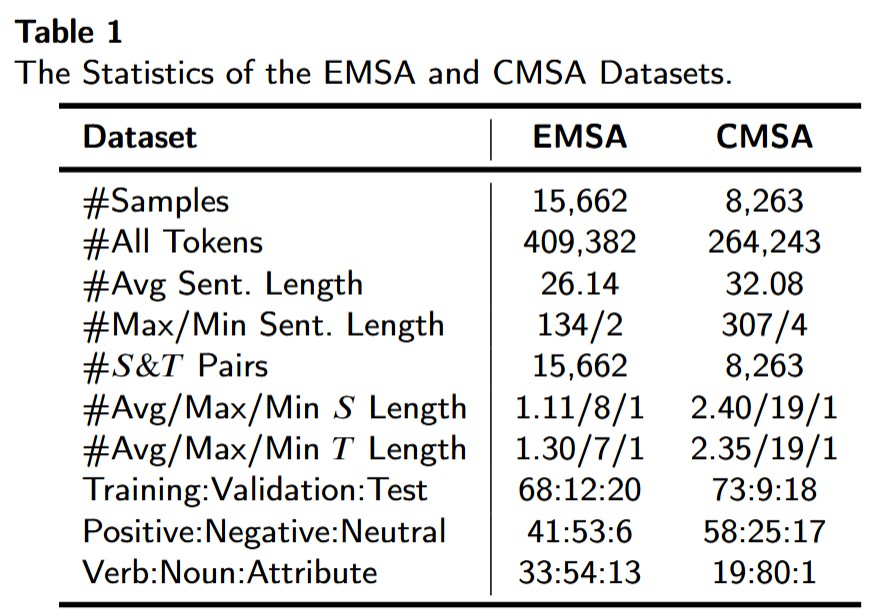 Table 1
The Statistics of the EMSA and CMSA Datasets.
Dataset EMSA CMSA
#Samples 15,662 8,263
#All Tokens 409,382 264,243
#Avg Sent. Length 26.14 32.08
#Max/Min Sent. Length 134/2 307/4
#S&T Pairs 15,662 8,263
#Avg/Max/Min S Length 1.11/8/1 2.40/19/1
#Avg/Max/Min T Length 1.30/7/1 2.35/19/1
Training:Validation:Test 68:12:20 73:9:18
Positive:Negative:Neutral 41:53:6 58:25:17
Verb:Noun:Attribute 33:54:13 19:80:1